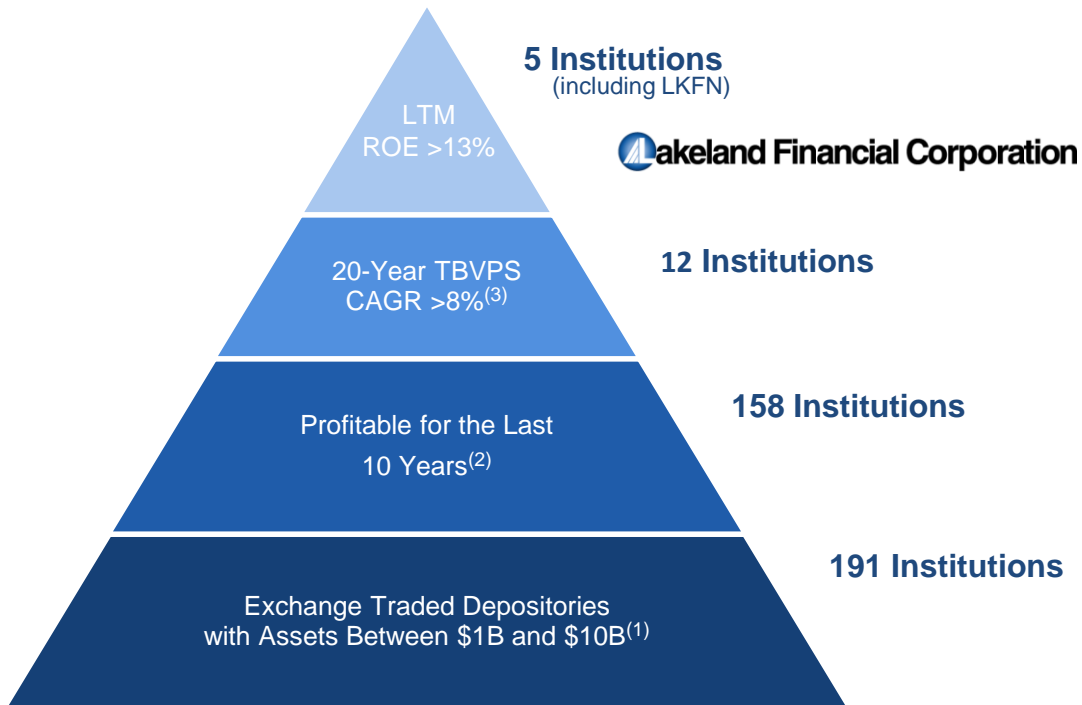 5 Institutions
(including LKFN)
LTM
ROE >13%
Lakeland Financial Corporation
20-Year TBVPS
CAGR >8%(3)
12 Institutions
Profitable for the Last
10 Years(2)
158 Institutions
191 Institutions
Exchange Traded Depositories
with Assets Between $1B and $10B(1)